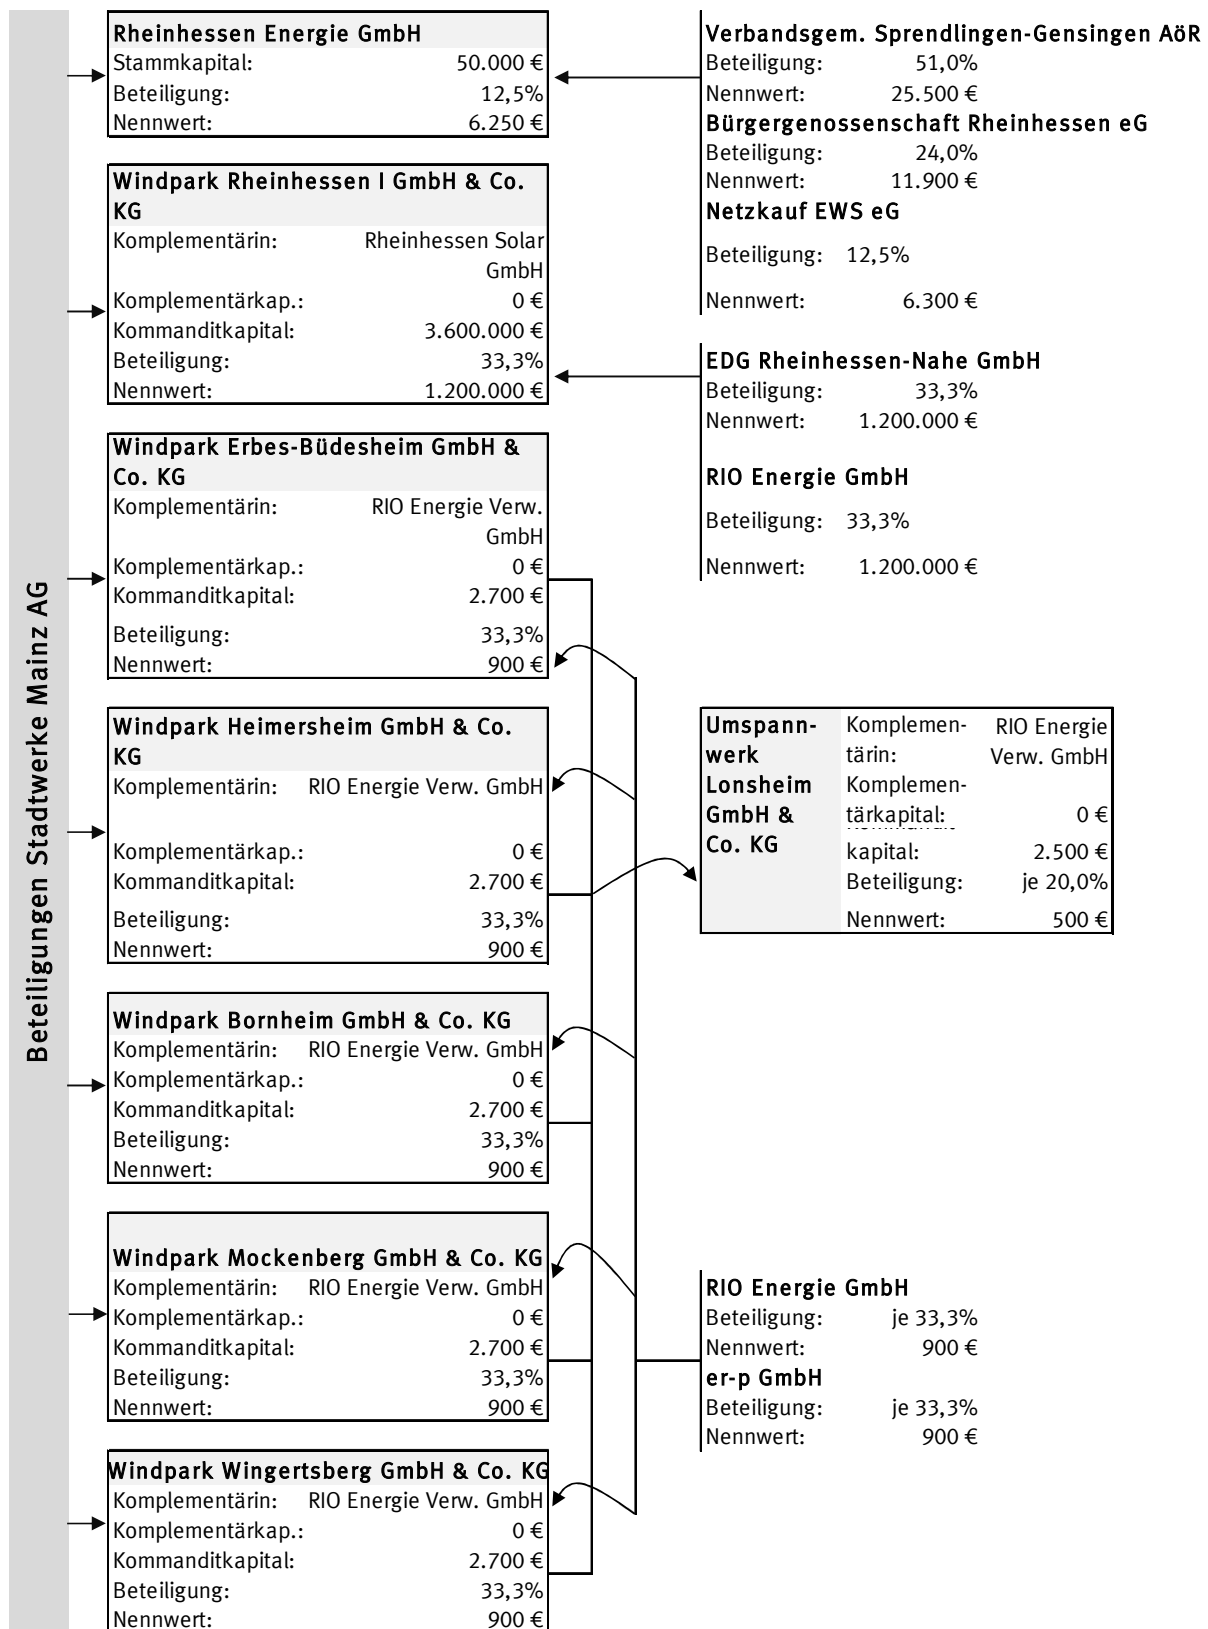 Beteiligungen Stadtwerke Mainz AG
Rheinhessen Energie GmbH
Stammkapital: 50.000 €
Beteiligung: 12,5%
Nennwert: 6.250 €
Windpark Rheinhessen I GmbH & Co.
KG
Komplementärin: Rheinhessen Solar
GmbH
Komplementärkap.: 0 €
Kommanditkapital: 3.600.000 €
Beteiligung: 33,3%
Nennwert: 1.200.000 €
Windpark Erbes-Büdesheim GmbH &
Co. KG
Komplementärin: RIO Energie Verw.
GmbH
Komplementärkap.: 0 €
Kommanditkapital: 2.700 €
Beteiligung: 33,3%
Nennwert: 900 €
Windpark Heimersheim GmbH & Co.
KG
Komplementärin: RIO Energie Verw. GmbH
Komplementärkap.: 0 €
Kommanditkapital: 2.700 €
Beteiligung: 33,3%
Nennwert: 900 €
Windpark Bornheim GmbH & Co. KG
Komplementärin: RIO Energie Verw. GmbH
Komplementärkap.: 0 €
Kommanditkapital: 2.700 €
Beteiligung: 33,3%
Nennwert: 900 €
Windpark Mockenberg GmbH & Co. KG
Komplementärin: RIO Energie Verw. GmbH
Komplementärkap.: 0 €
Kommanditkapital: 2.700 €
Beteiligung: 33,3%
Nennwert: 900 €
Windpark Wingertsberg GmbH & Co. KG
Komplementärin: RIO Energie Verw. GmbH
Komplementärkap.: 0 €
Kommanditkapital: 2.700 €
Beteiligung: 33,3%
Nennwert: 900 €
Verbandsgem. Sprendlingen-Gensingen AöR
Beteiligung: 51,0%
Nennwert: 25.500 €
Bürgergenossenschaft Rheinhessen eG
Beteiligung: 24,0%
Nennwert: 11.900 €
Netzkauf EWS eG
Beteiligung: 12,5%
Nennwert: 6.300 €
EDG Rheinhessen-Nahe GmbH
Beteiligung: 33,3%
Nennwert: 1.200.000 €
RIO Energie GmbH
Beteiligung: 33,3%
Nennwert: 1.200.000 €
Umspann-
werk
Lonsheim
GmbH &
Co. KG
Komplemen- RIO Energie
tärin: Verw. GmbH
Komplemen-
tärkapital: 0 €
kapital: 2.500 €
Beteiligung: je 20,0%
Nennwert: 500 €
RIO Energie GmbH
Beteiligung: je 33,3%
Nennwert: 900 €
er-p GmbH
Beteiligung: je 33,3%
Nennwert: 900 €